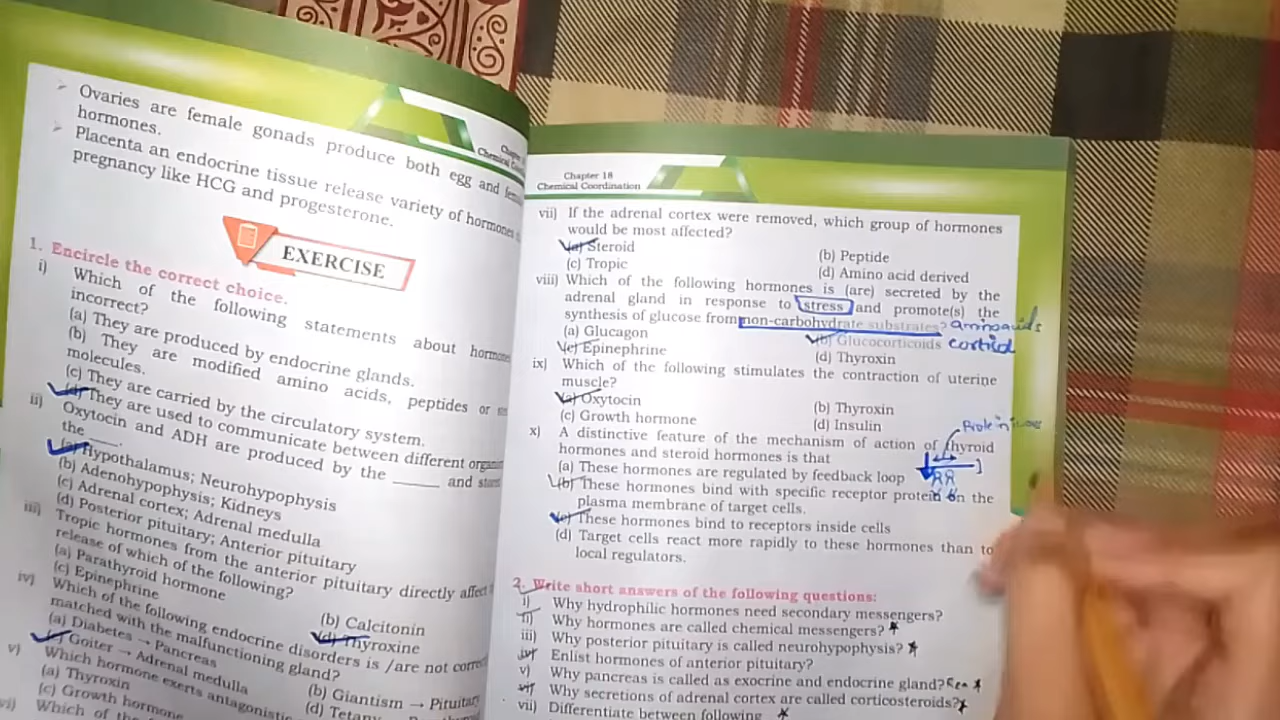 Ovaries are female gonads produce both egg and
hormones.
Placenta an endocrine tissue release variety of hormones
pregnancy like HCG and progesterone.
EXERCISE
1. Encircle the correct choice.
i) Which of the following statements about
incorrect?
(a) They are produced by endocrine glands.
(b) They are modified amino acids, peptides or
molecules.
(c) They are carried by the circulatory system.
(d) They are used to communicate between different
ii) Oxytocin and ADH are produced by the ______ and
the ____.
(a) Hypothalamus; Neurohypophysis
(b) Adenohypophysis; Kidneys
(c) Adrenal cortex; Adrenal medulla
(d) Posterior pituitary; Anterior pituitary
iii) Tropic hormones from the anterior pituitary directly affect
release of which of the following?
(a) Parathyroid hormone
(b) Calcitonin
(c) Epinephrine
(d) Thyroxine
iv) Which of the following endocrine disorders is /are not
matched with the malfunctioning gland?
(a) Diabetes → Pancreas
(b) Giantism → Pituitary
(c) Goiter → Adrenal medulla
(d) Tetany
v) Which hormone exerts
(a) Thyroxin
(c) Growth hormone
vi) Which of the
Chapter 18
Chemical Coordination
vii) If the adrenal cortex were removed, which group of hormones
would be most affected?
(a) Steroid
(b) Peptide
(c) Tropic
(d) Amino acid derived
viii) Which of the following hormones is (are) secreted by the
adrenal gland in response to stress and promote(s) the
synthesis of glucose from non-carbohydrate substrates? aminoacids
(a) Glucagon
(b) Glucocorticoids cortisol
(c) Epinephrine
(d) Thyroxin
ix) Which of the following stimulates the contraction of uterine
muscle?
(a) Oxytocin
(b) Thyroxin
(c) Growth hormone
(d) Insulin
x) A distinctive feature of the mechanism of action of thyroid
hormones and steroid hormones is that
(a) These hormones are regulated by feedback loop
(b) These hormones bind with specific receptor protein on the
plasma membrane of target cells.
(c) These hormones bind to receptors inside cells
(d) Target cells react more rapidly to these hormones than to
local regulators.
2. Write short answers of the following questions:
i) Why hydrophilic hormones need secondary messengers?
ii) Why hormones are called chemical messengers?
iii) Why posterior pituitary is called neurohypophysis?
iv) Enlist hormones of anterior pituitary?
v) Why pancreas is called as exocrine and endocrine gland?
vi) Why secretions of adrenal cortex are called corticosteroids?
vii) Differentiate between following